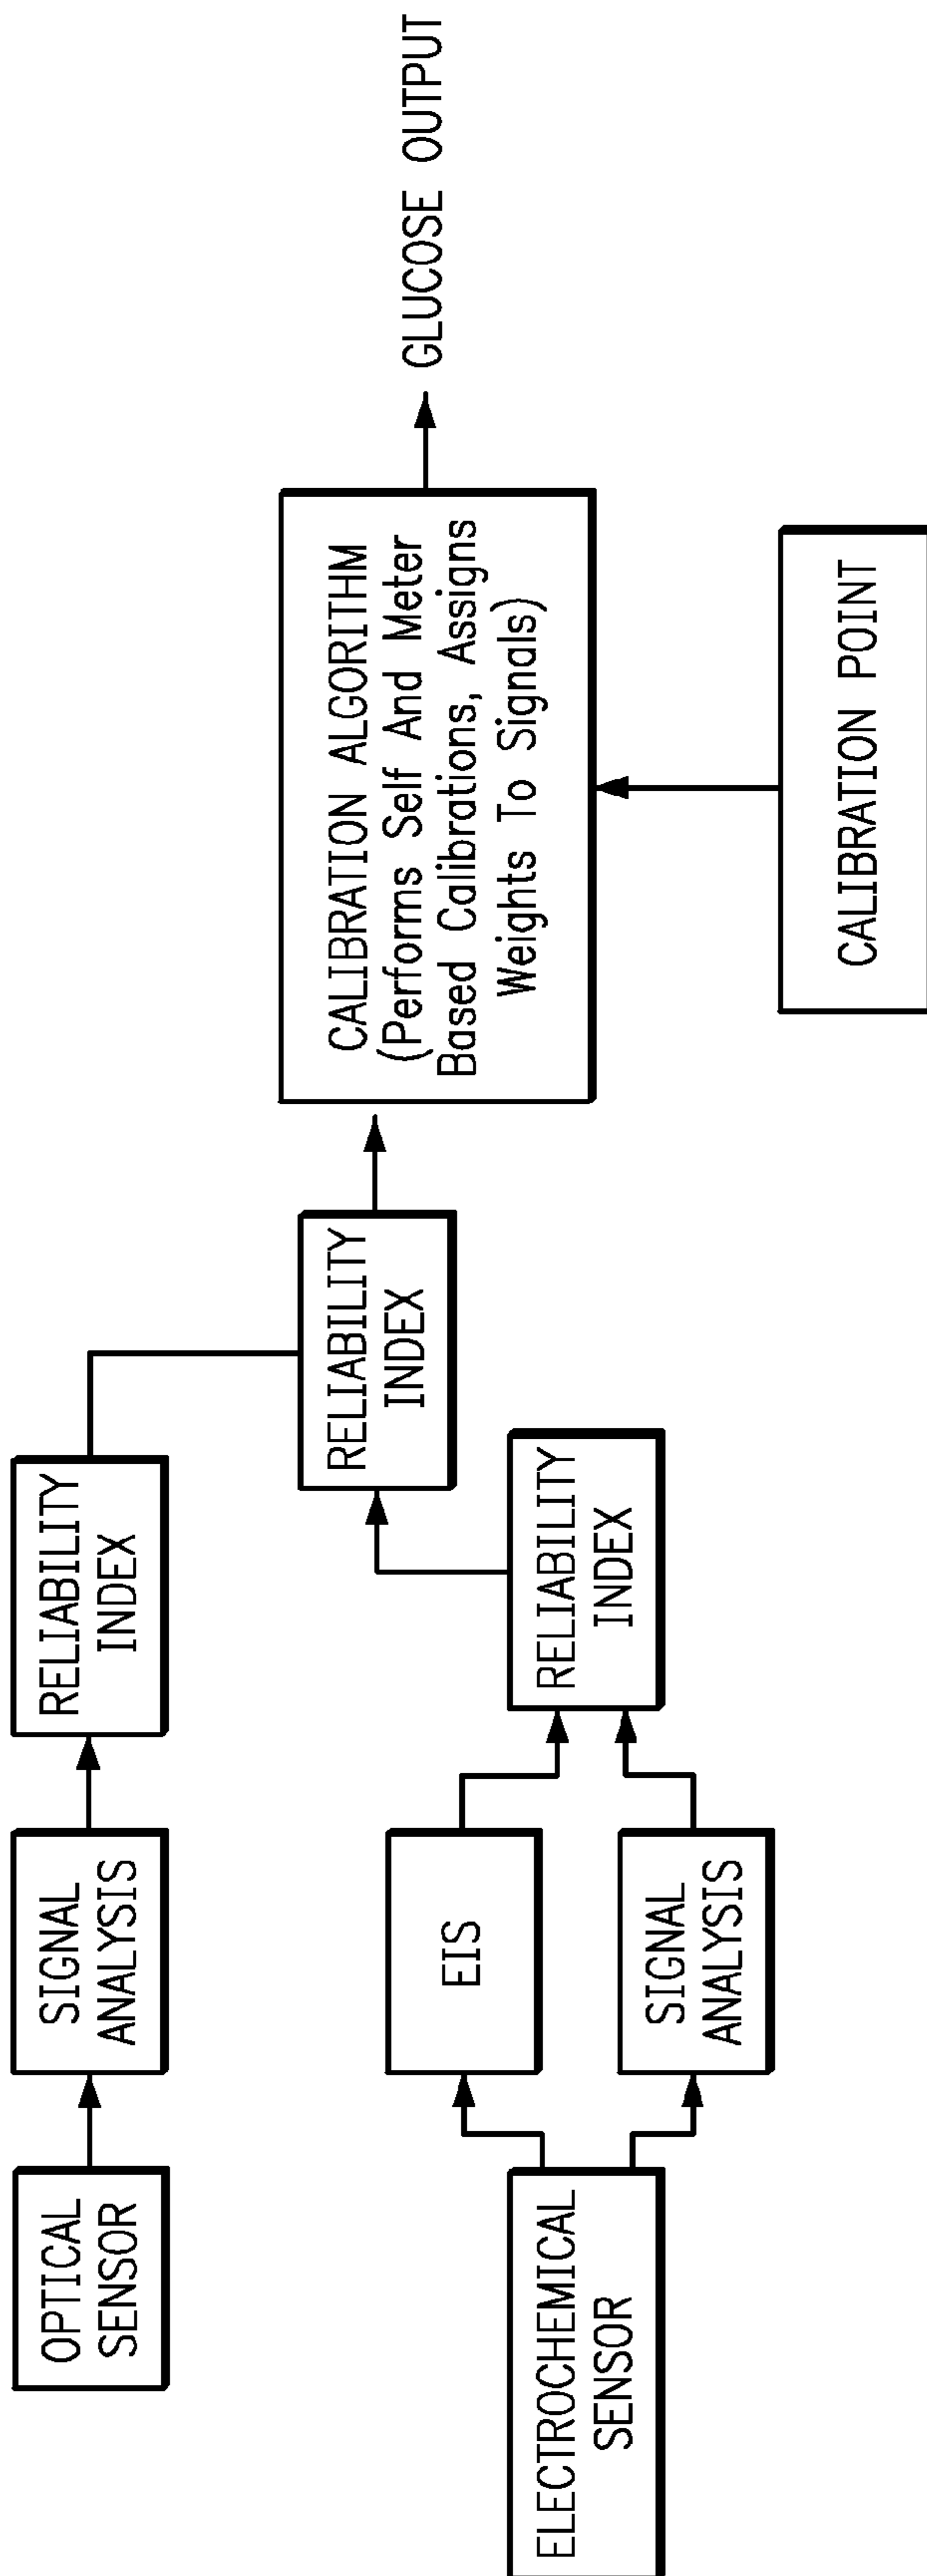 OPTICAL
SENSOR
SIGNAL
ANALYSIS
RELIABILITY
INDEX
ELECTROCHEMICAL
SENSOR
EIS
SIGNAL
ANALYSIS
RELIABILITY
INDEX
RELIABILITY
INDEX
CALIBRATION ALGORITHM
(Performs Self And Meter
Based Calibrations, Assigns
Weights To Signals)
CALIBRATION POINT
GLUCOSE OUTPUT